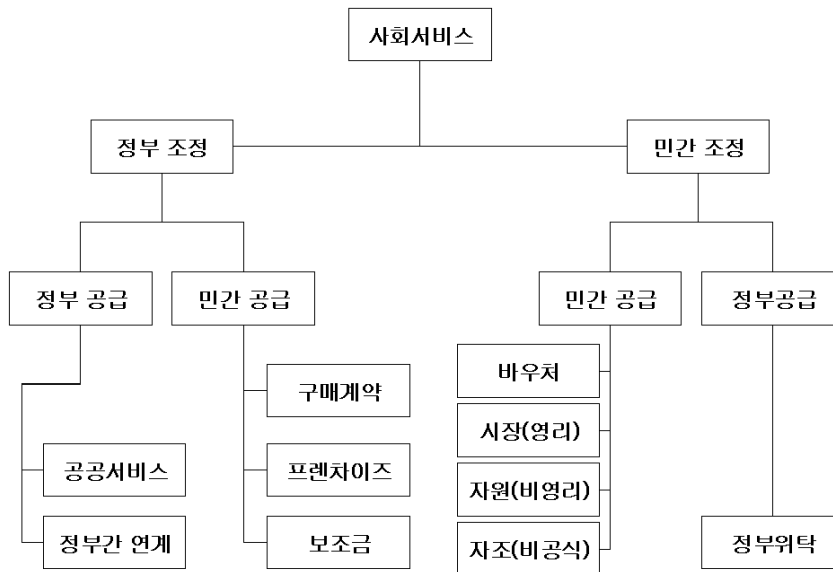 사회서비스
정부 조정
민간 조정
정부 공급
민간 공급
민간 공급
정부공급
구매계약
바우처
시장(영리)
공공서비스
프렌차이즈
자원(비영리)
정부간 연계
보조금
자조(비공식)
정부위탁